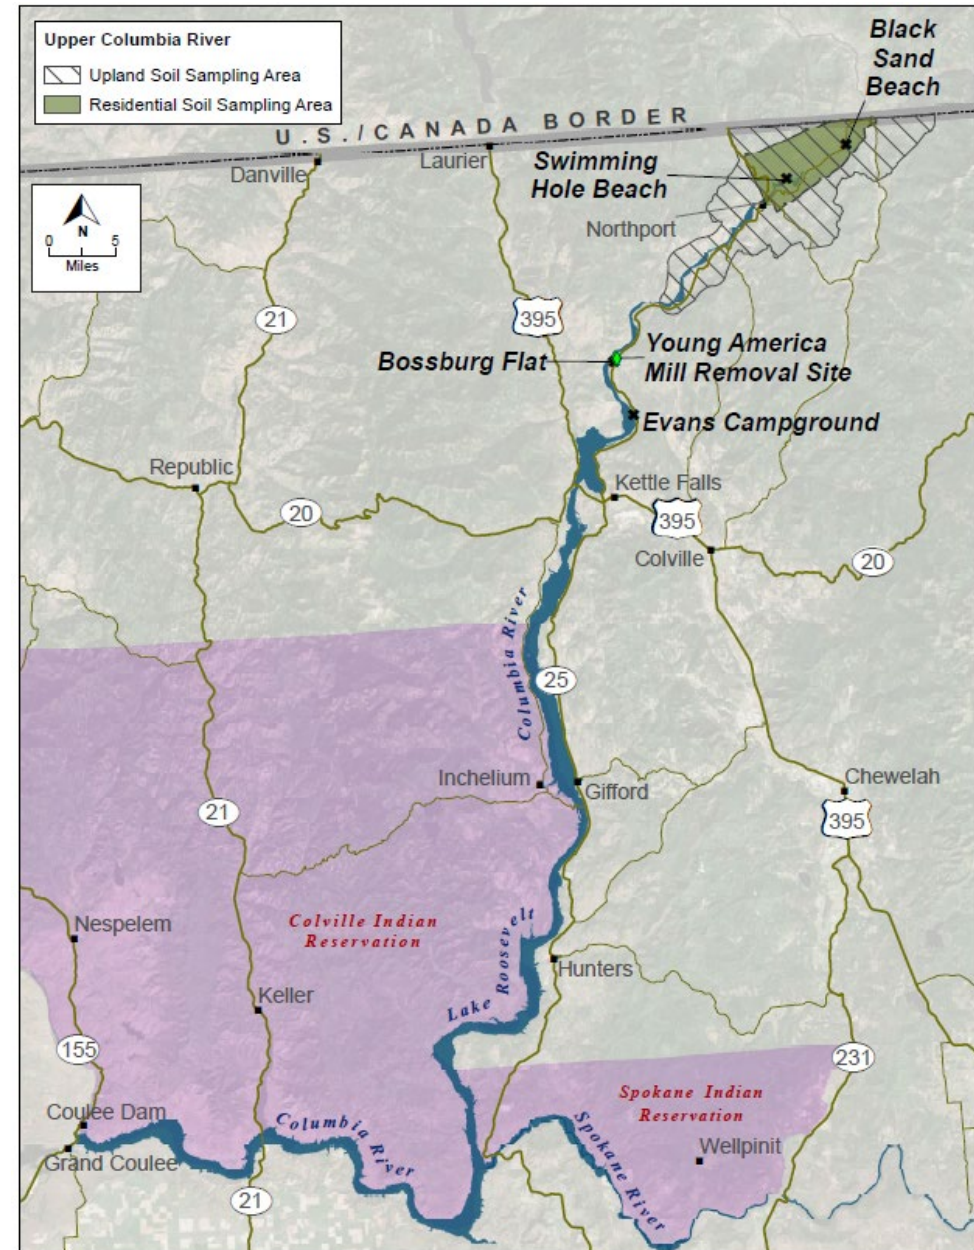 Upper Columbia River
Upland Soil Sampling Area
Residential Soil Sampling Area
Black
Sand
Beach
U.S./CANADA BORDER
Danville
Laurier
Swimming
Hole Beach
Northport
N
0 5
Miles
21
395
Bossburg Flat
Young America
Mill Removal Site
Evans Campground
Republic
Kettle Falls
20
395
Colville
20
Columbia River
25
Inchelium
Gifford
Chewelah
21
395
Nespelem
Colville Indian
Reservation
Lake Roosevelt
Hunters
Keller
155
231
Spokane Indian
Reservation
Coulee Dam
Columbia River
Spokane River
Wellpinit
Grand Coulee
21